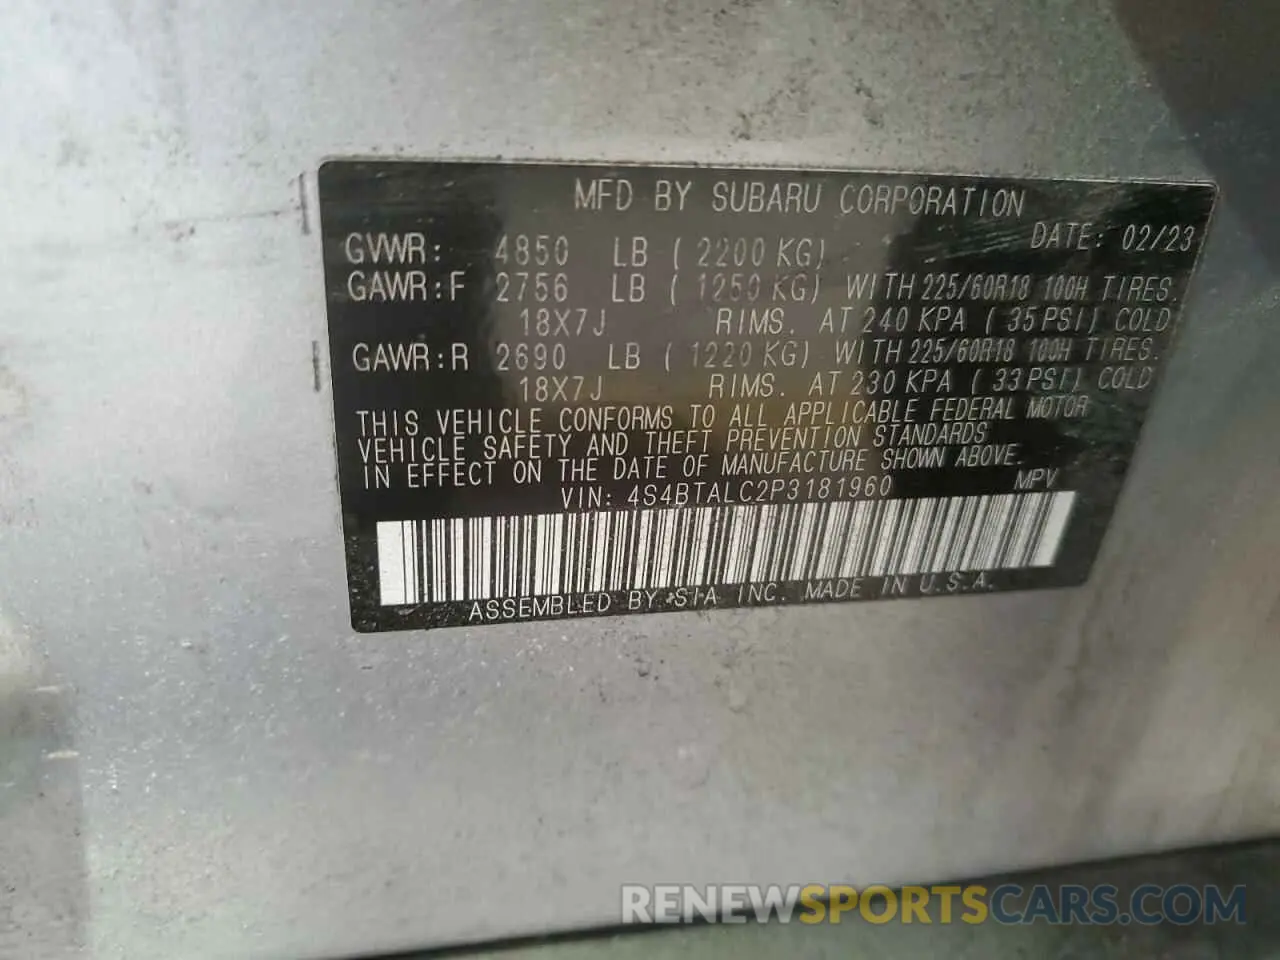 MFD BY SUBARU CORPORATION
DATE: 02/23
GVWR: 4850 LB ( 2200 KG)
GAWR:F 2756 LB ( 1250 KG) WITH 225/60R18 100H TIRES.
18X7J RIMS. AT 240 KPA ( 35 PSI) COLD
GAWR:R 2690 LB ( 1220 KG) WITH 225/60R18 100H TIRES.
18X7J RIMS. AT 230 KPA ( 33 PSI) COLD
THIS VEHICLE CONFORMS TO ALL APPLICABLE FEDERAL MOTOR
VEHICLE SAFETY AND THEFT PREVENTION STANDARDS
IN EFFECT ON THE DATE OF MANUFACTURE SHOWN ABOVE.
VIN: 4S4BTALC2P3181960 MPV
ASSEMBLED BY SIA INC. MADE IN U.S.A.
RENEWSPORTSCARS.COM